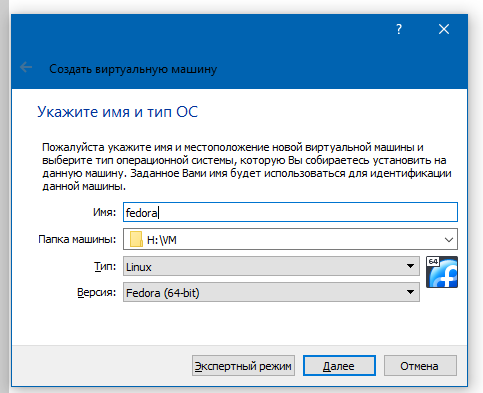 ?
Создать виртуальную машину
Укажите имя и тип ОС
Пожалуйста укажите имя и местоположение новой виртуальной машины и
выберите тип операционной системы, которую Вы собираетесь установить на
данную машину. Заданное Вами имя будет использоваться для идентификации
данной машины.
Имя: fedora
Папка машины: H:\VM
Тип: Linux
64
Версия: Fedora (64-bit)
Экспертный режим Далее Отмена